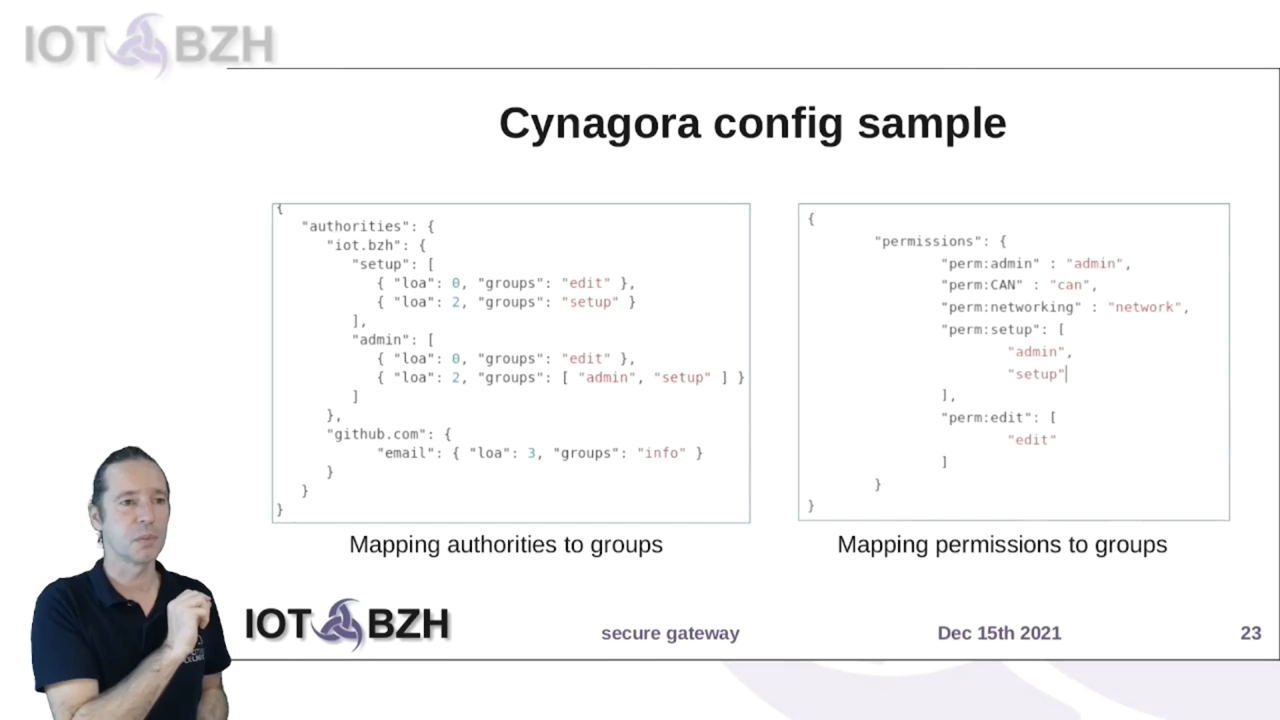 IOT BZH
Cynagora config sample
{
"authorities": {
"iot.bzh": {
"setup": [
{ "loa": 0, "groups": "edit" },
{ "loa": 2, "groups": "setup" }
],
"admin": [
{ "loa": 0, "groups": "edit" },
{ "loa": 2, "groups": [ "admin", "setup" ] }
]
},
"github.com": {
"email": { "loa": 3, "groups": "info" }
}
}
}
Mapping authorities to groups
{
"permissions": {
"perm:admin" : "admin",
"perm:CAN" : "can",
"perm:networking" : "network",
"perm:setup": [
"admin",
"setup"
],
"perm:edit": [
"edit"
]
}
}
Mapping permissions to groups
IOT BZH
secure gateway
Dec 15th 2021
23